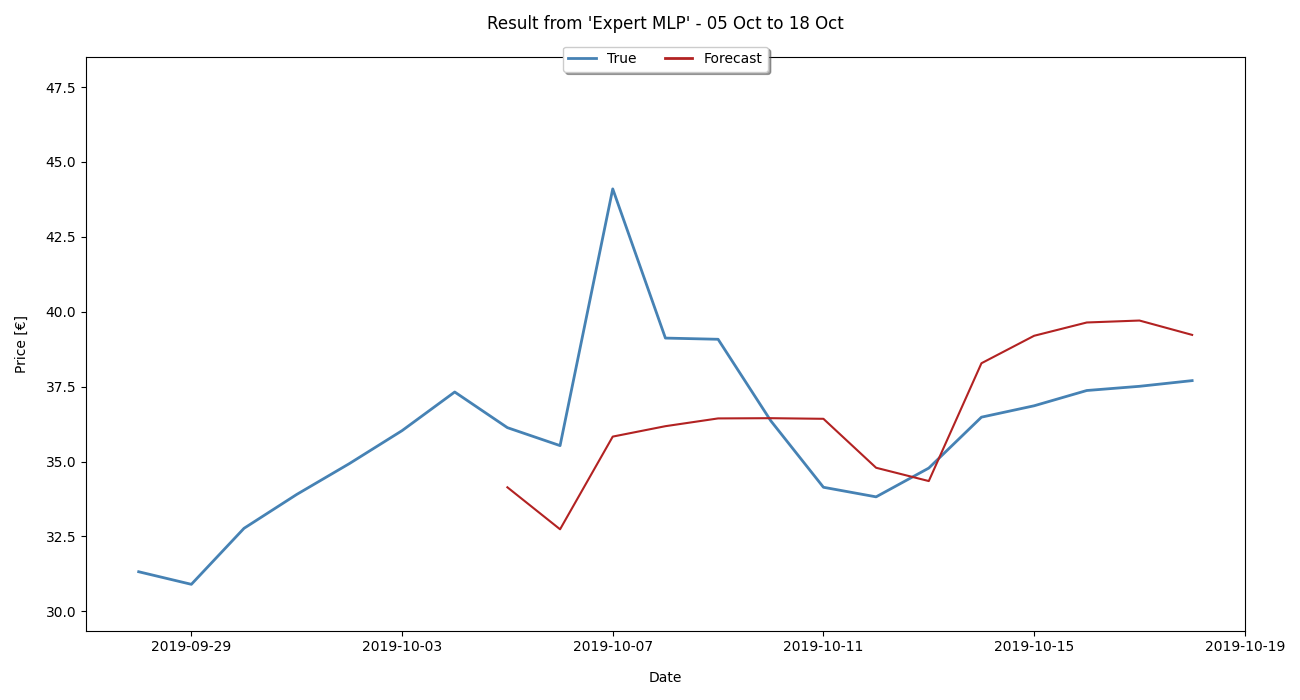 Result from 'Expert MLP' - 05 Oct to 18 Oct
True Forecast
47.5
45.0
42.5
40.0
37.5
35.0
32.5
30.0
Price [€]
2019-09-29 2019-10-03 2019-10-07 2019-10-11 2019-10-15 2019-10-19
Date